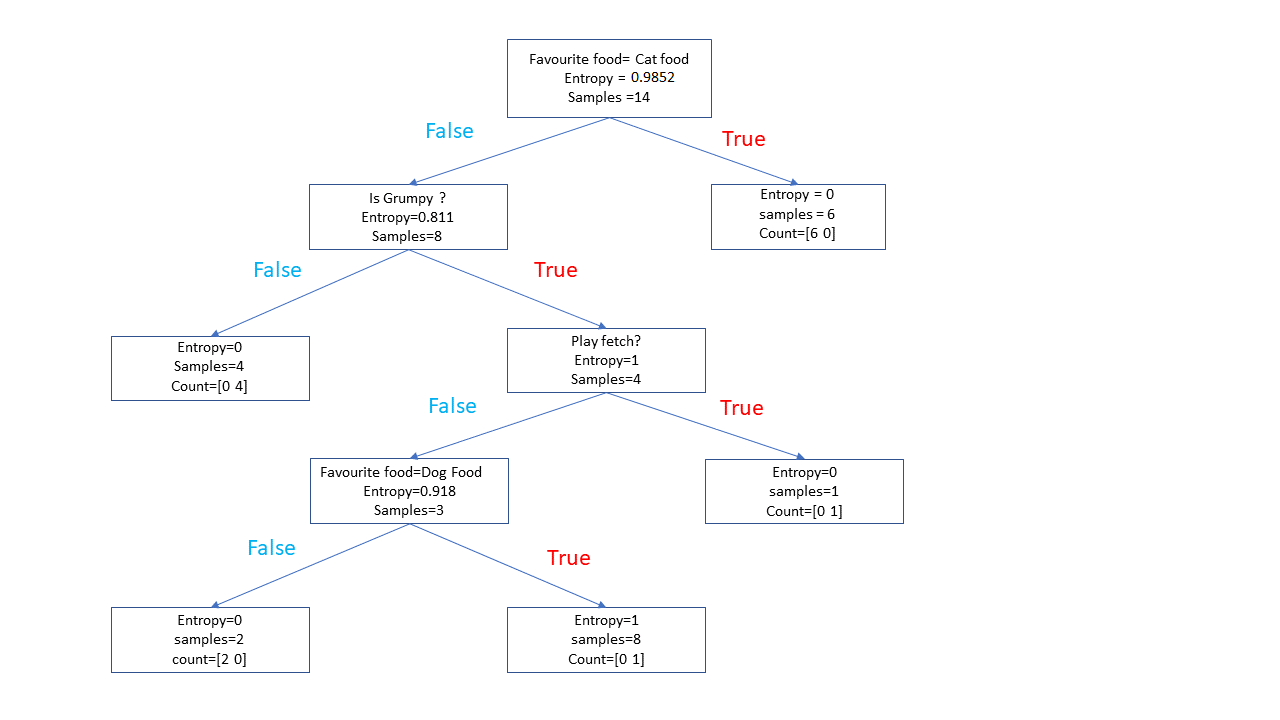 Favourite food= Cat food
Entropy = 0.9852
Samples =14
False
True
Is Grumpy ?
Entropy=0.811
Samples=8
Entropy = 0
samples = 6
Count=[6 0]
False
True
Entropy=0
Samples=4
Count=[0 4]
Play fetch?
Entropy=1
Samples=4
False
True
Favourite food=Dog Food
Entropy=0.918
Samples=3
Entropy=0
samples=1
Count=[0 1]
False
True
Entropy=0
samples=2
count=[2 0]
Entropy=1
samples=8
Count=[0 1]